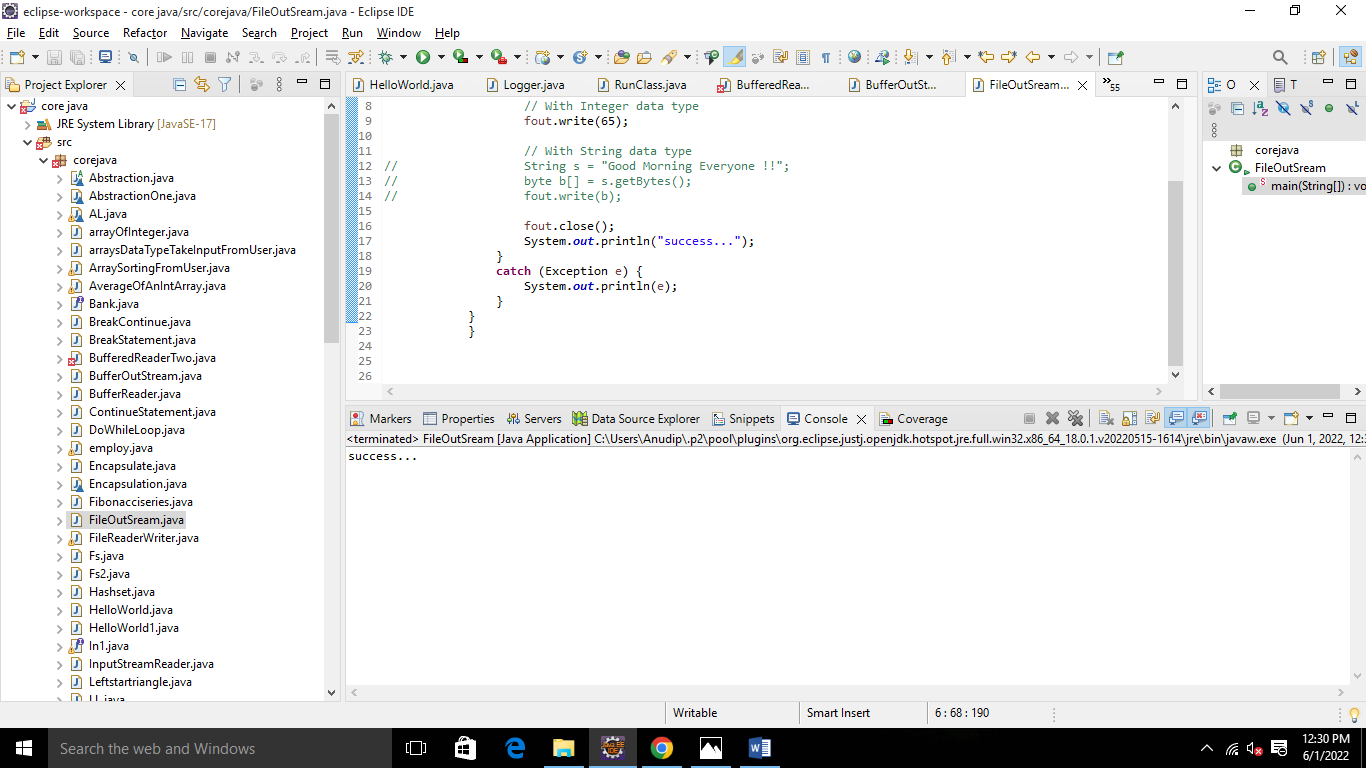 eclipse-workspace - core java/src/corejava/FileOutSream.java - Eclipse IDE
File Edit Source Refactor Navigate Search Project Run Window Help
Project Explorer
HelloWorld.java Logger.java RunClass.java BufferedRea... BufferOutSt... FileOutSream... »55
O T
core java
JRE System Library [JavaSE-17]
src
corejava
Abstraction.java
AbstractionOne.java
AL.java
arrayOfInteger.java
arraysDataTypeTakeInputFromUser.java
ArraySortingFromUser.java
AverageOfAnIntArray.java
Bank.java
BreakContinue.java
BreakStatement.java
BufferedReaderTwo.java
BufferOutStream.java
BufferReader.java
ContinueStatement.java
DoWhileLoop.java
employ.java
Encapsulate.java
Encapsulation.java
Fibonacciseries.java
FileOutSream.java
FileReaderWriter.java
Fs.java
Fs2.java
Hashset.java
HelloWorld.java
HelloWorld1.java
In1.java
InputStreamReader.java
Leftstartriangle.java
LL.java
8 // With Integer data type
9 fout.write(65);
10
11 // With String data type
12 // String s = "Good Morning Everyone !!";
13 // byte b[] = s.getBytes();
14 // fout.write(b);
15
16 fout.close();
17 System.out.println("success...");
18 }
19 catch (Exception e) {
20 System.out.println(e);
21 }
22 }
23 }
24
25
26
corejava
FileOutSream
main(String[]) : vo
Markers Properties Servers Data Source Explorer Snippets Console Coverage
<terminated> FileOutSream [Java Application] C:\Users\Anudip\.p2\pool\plugins\org.eclipse.justj.openjdk.hotspot.jre.full.win32.x86_64_18.0.1.v20220515-1614\jre\bin\javaw.exe (Jun 1, 2022, 12:3
success...
Writable Smart Insert 6 : 68 : 190
Search the web and Windows
12:30 PM
6/1/2022